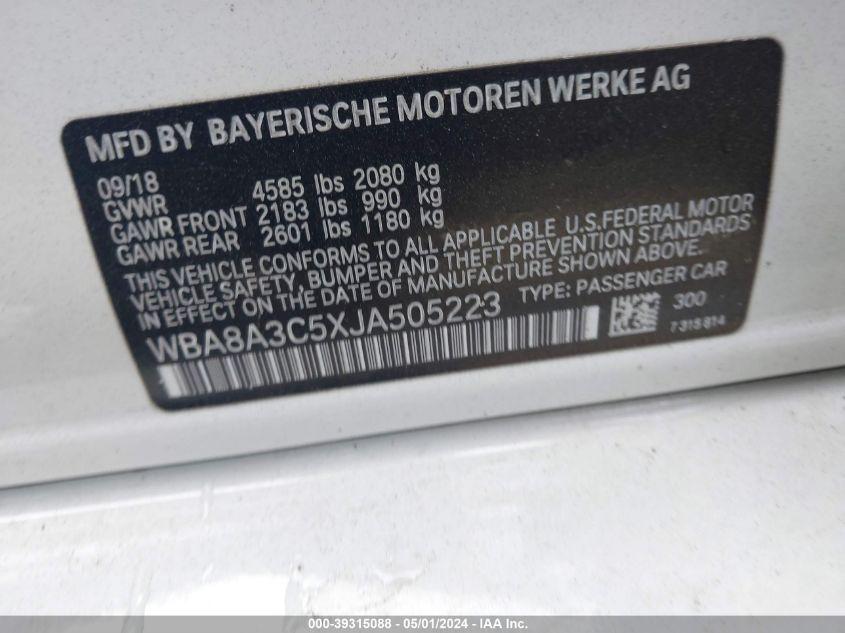 MFD BY BAYERISCHE MOTOREN WERKE AG
09/18
GVWR 4585 lbs 2080 kg
GAWR FRONT 2183 lbs 990 kg
GAWR REAR 2601 lbs 1180 kg
THIS VEHICLE CONFORMS TO ALL APPLICABLE U.S.FEDERAL MOTOR
VEHICLE SAFETY, BUMPER AND THEFT PREVENTION STANDARDS
IN EFFECT ON THE DATE OF MANUFACTURE SHOWN ABOVE.
WBA8A3C5XJA505223 TYPE: PASSENGER CAR
300
7 318 814
000-39315088 - 05/01/2024 - IAA Inc.